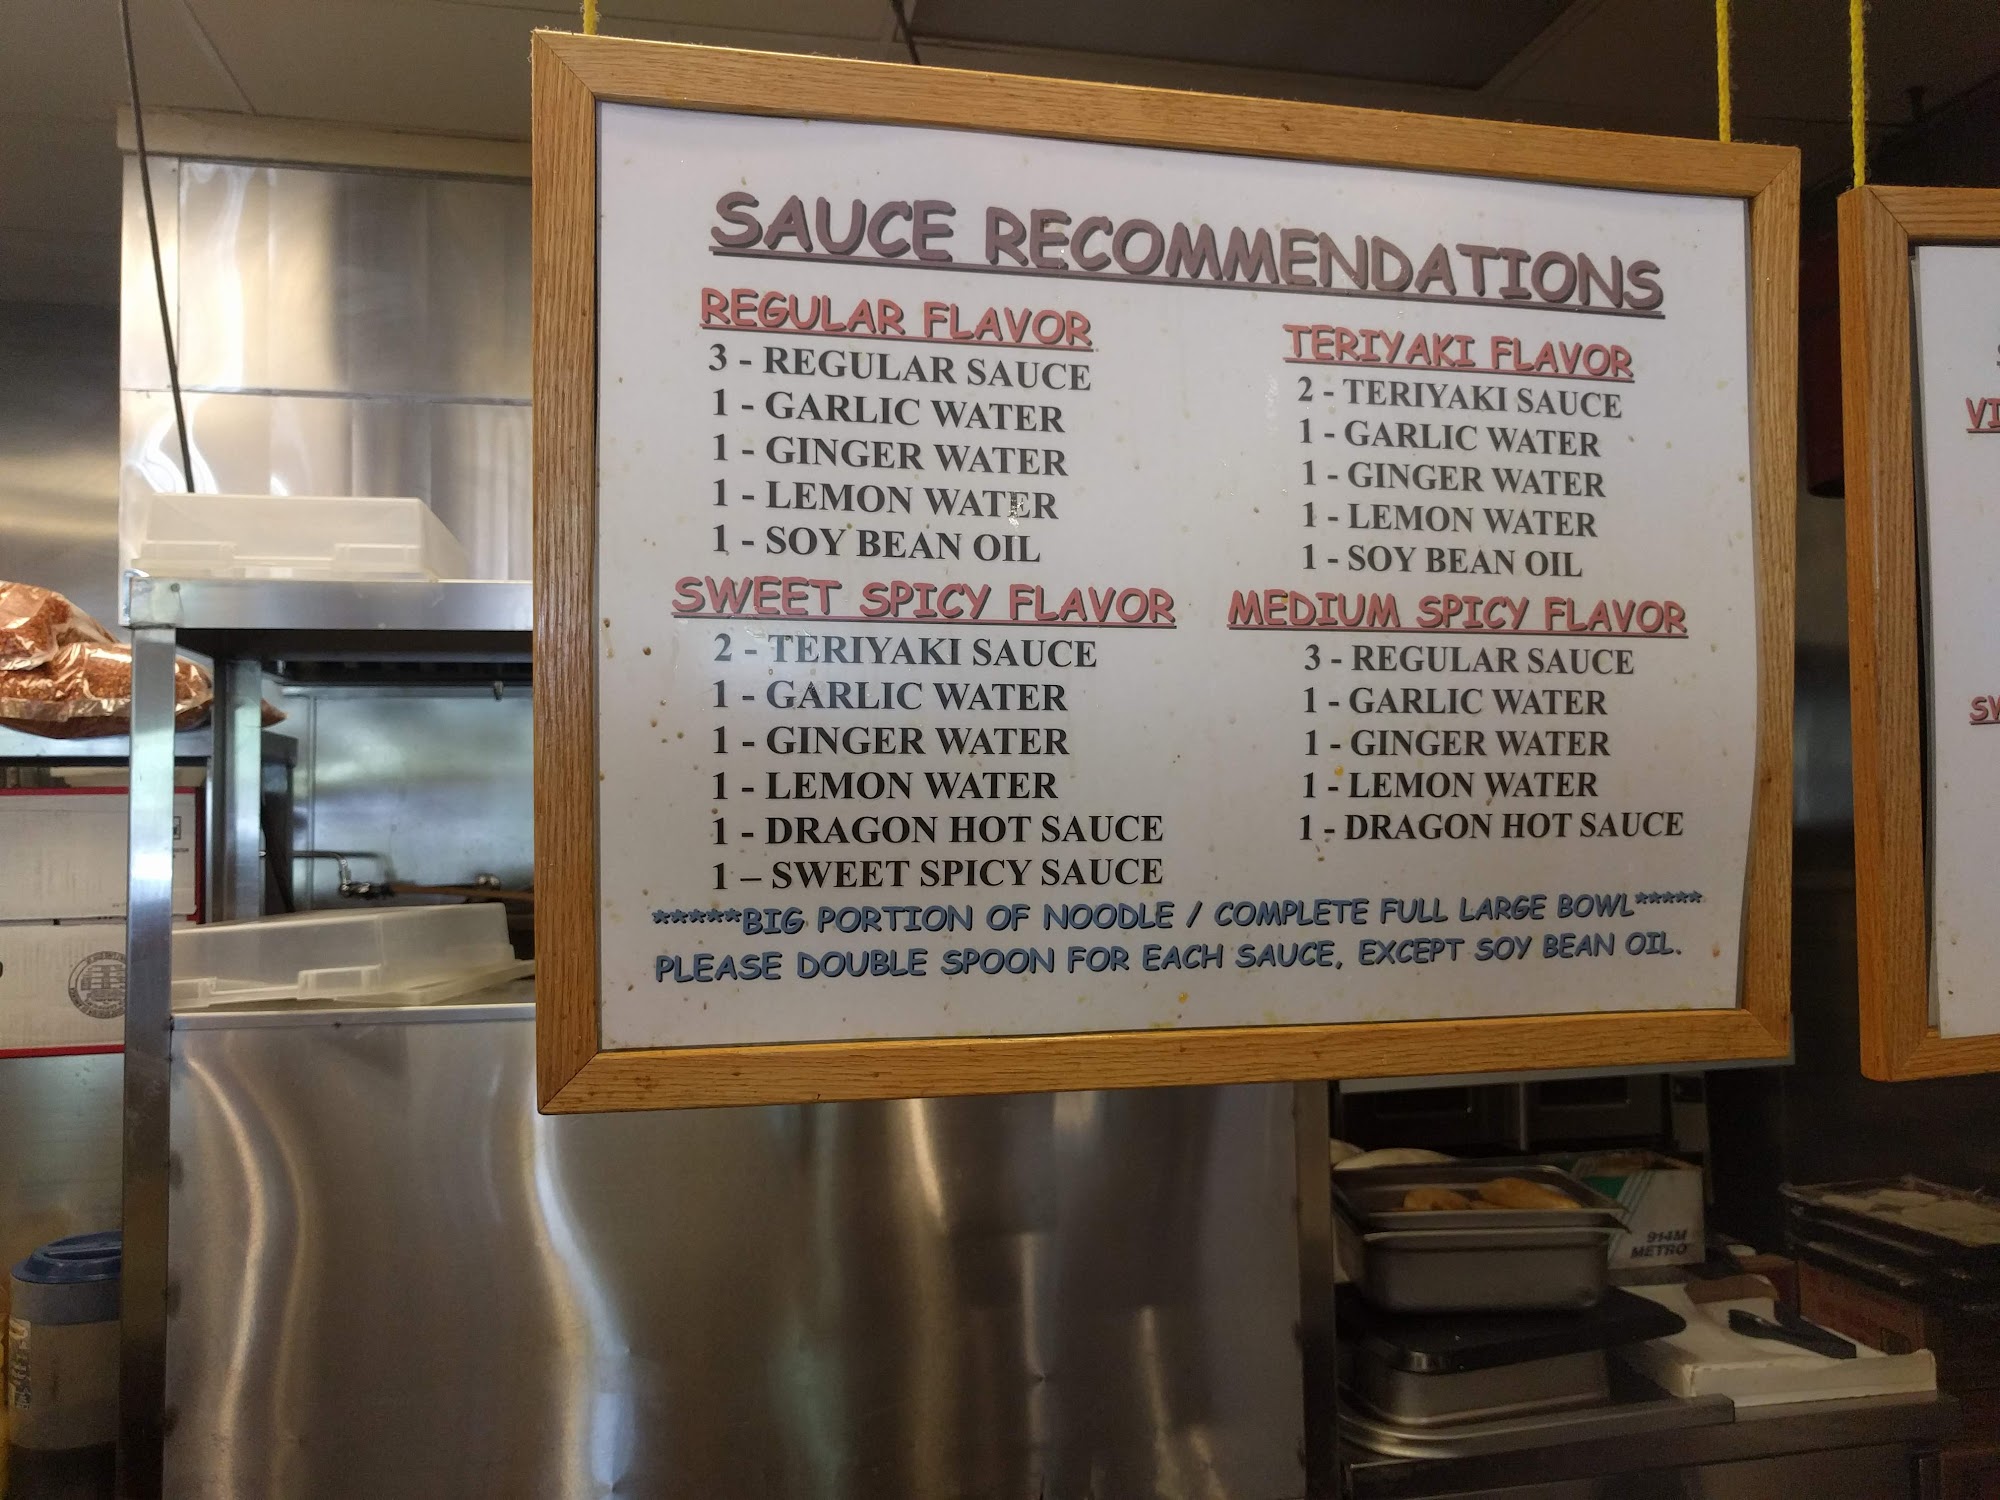 SAUCE RECOMMENDATIONS
REGULAR FLAVOR
3 - REGULAR SAUCE
1 - GARLIC WATER
1 - GINGER WATER
1 - LEMON WATER
1 - SOY BEAN OIL
TERIYAKI FLAVOR
2 - TERIYAKI SAUCE
1 - GARLIC WATER
1 - GINGER WATER
1 - LEMON WATER
1 - SOY BEAN OIL
SWEET SPICY FLAVOR
2 - TERIYAKI SAUCE
1 - GARLIC WATER
1 - GINGER WATER
1 - LEMON WATER
1 - DRAGON HOT SAUCE
1 – SWEET SPICY SAUCE
MEDIUM SPICY FLAVOR
3 - REGULAR SAUCE
1 - GARLIC WATER
1 - GINGER WATER
1 - LEMON WATER
1 - DRAGON HOT SAUCE
*****BIG PORTION OF NOODLE / COMPLETE FULL LARGE BOWL*****
PLEASE DOUBLE SPOON FOR EACH SAUCE, EXCEPT SOY BEAN OIL.
VI
SW
914M
METRO